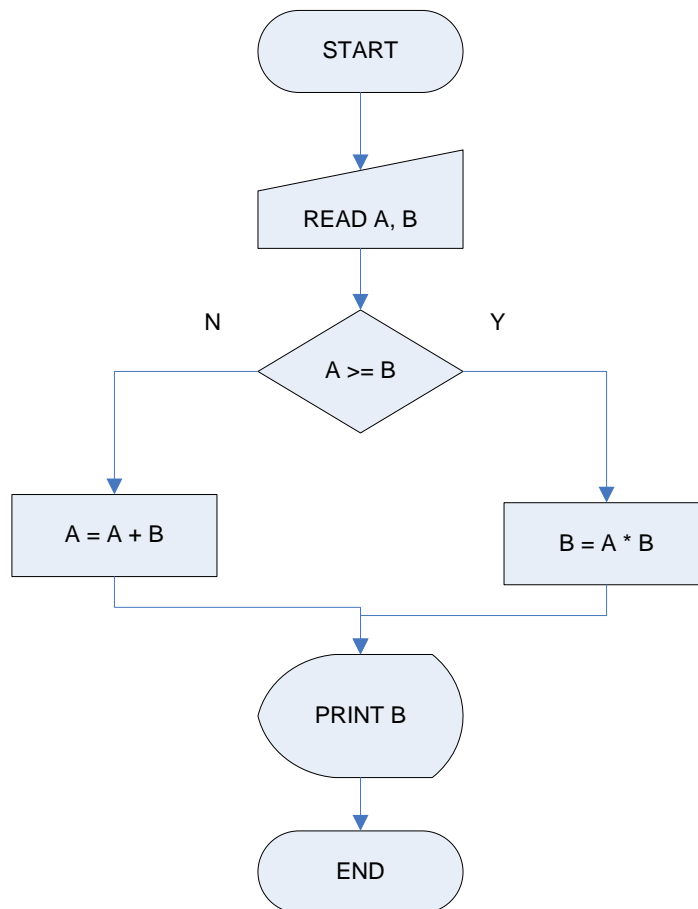 START
READ A, B
N
Y
A >= B
A = A + B
B = A * B
PRINT B
END